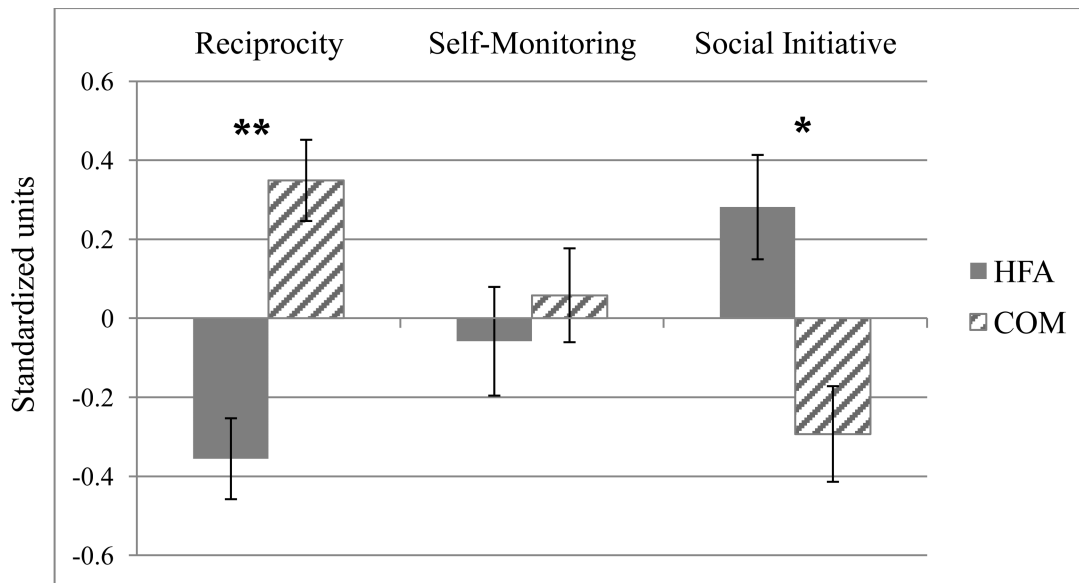 Reciprocity Self-Monitoring Social Initiative
0.6
** *
0.4
0.2
0
-0.2
-0.4
-0.6
Standardized units
HFA
COM